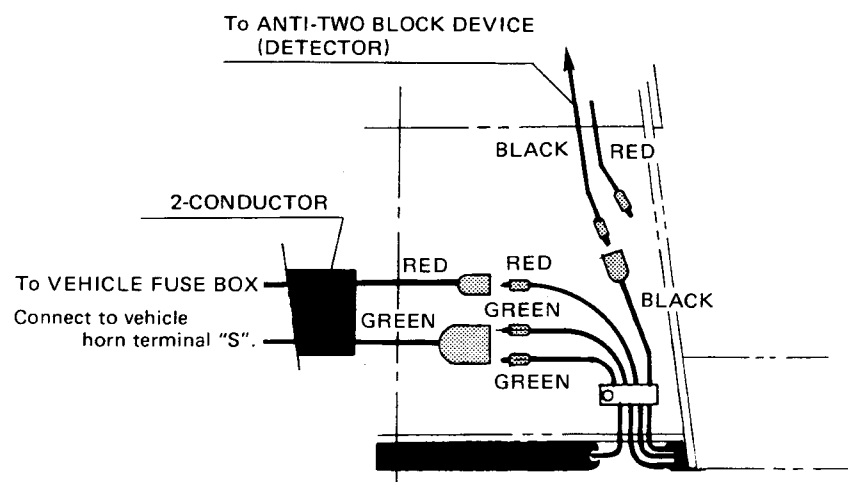 To ANTI-TWO BLOCK DEVICE
(DETECTOR)
BLACK
RED
2-CONDUCTOR
RED
RED
To VEHICLE FUSE BOX
BLACK
GREEN
Connect to vehicle
horn terminal "S".
GREEN
GREEN